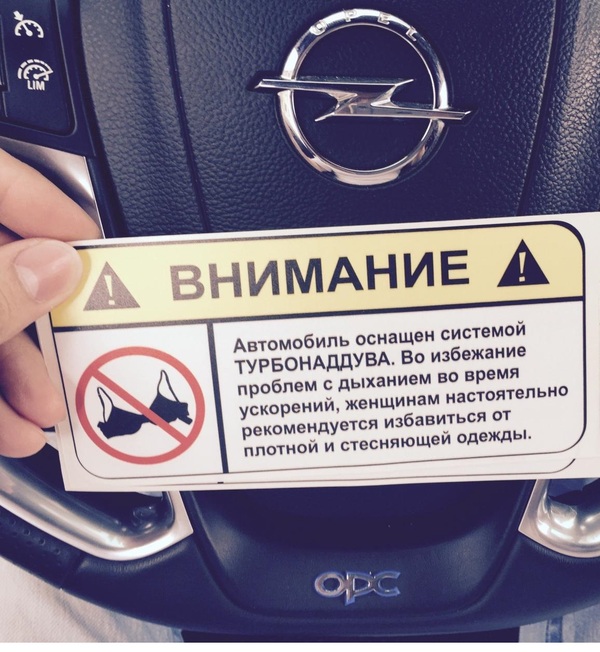 LIM
OPEL
ВНИМАНИЕ
Автомобиль оснащен системой
ТУРБОНАДДУВА. Во избежание
проблем с дыханием во время
ускорений, женщинам настоятельно
рекомендуется избавиться от
плотной и стесняющей одежды.
OPC